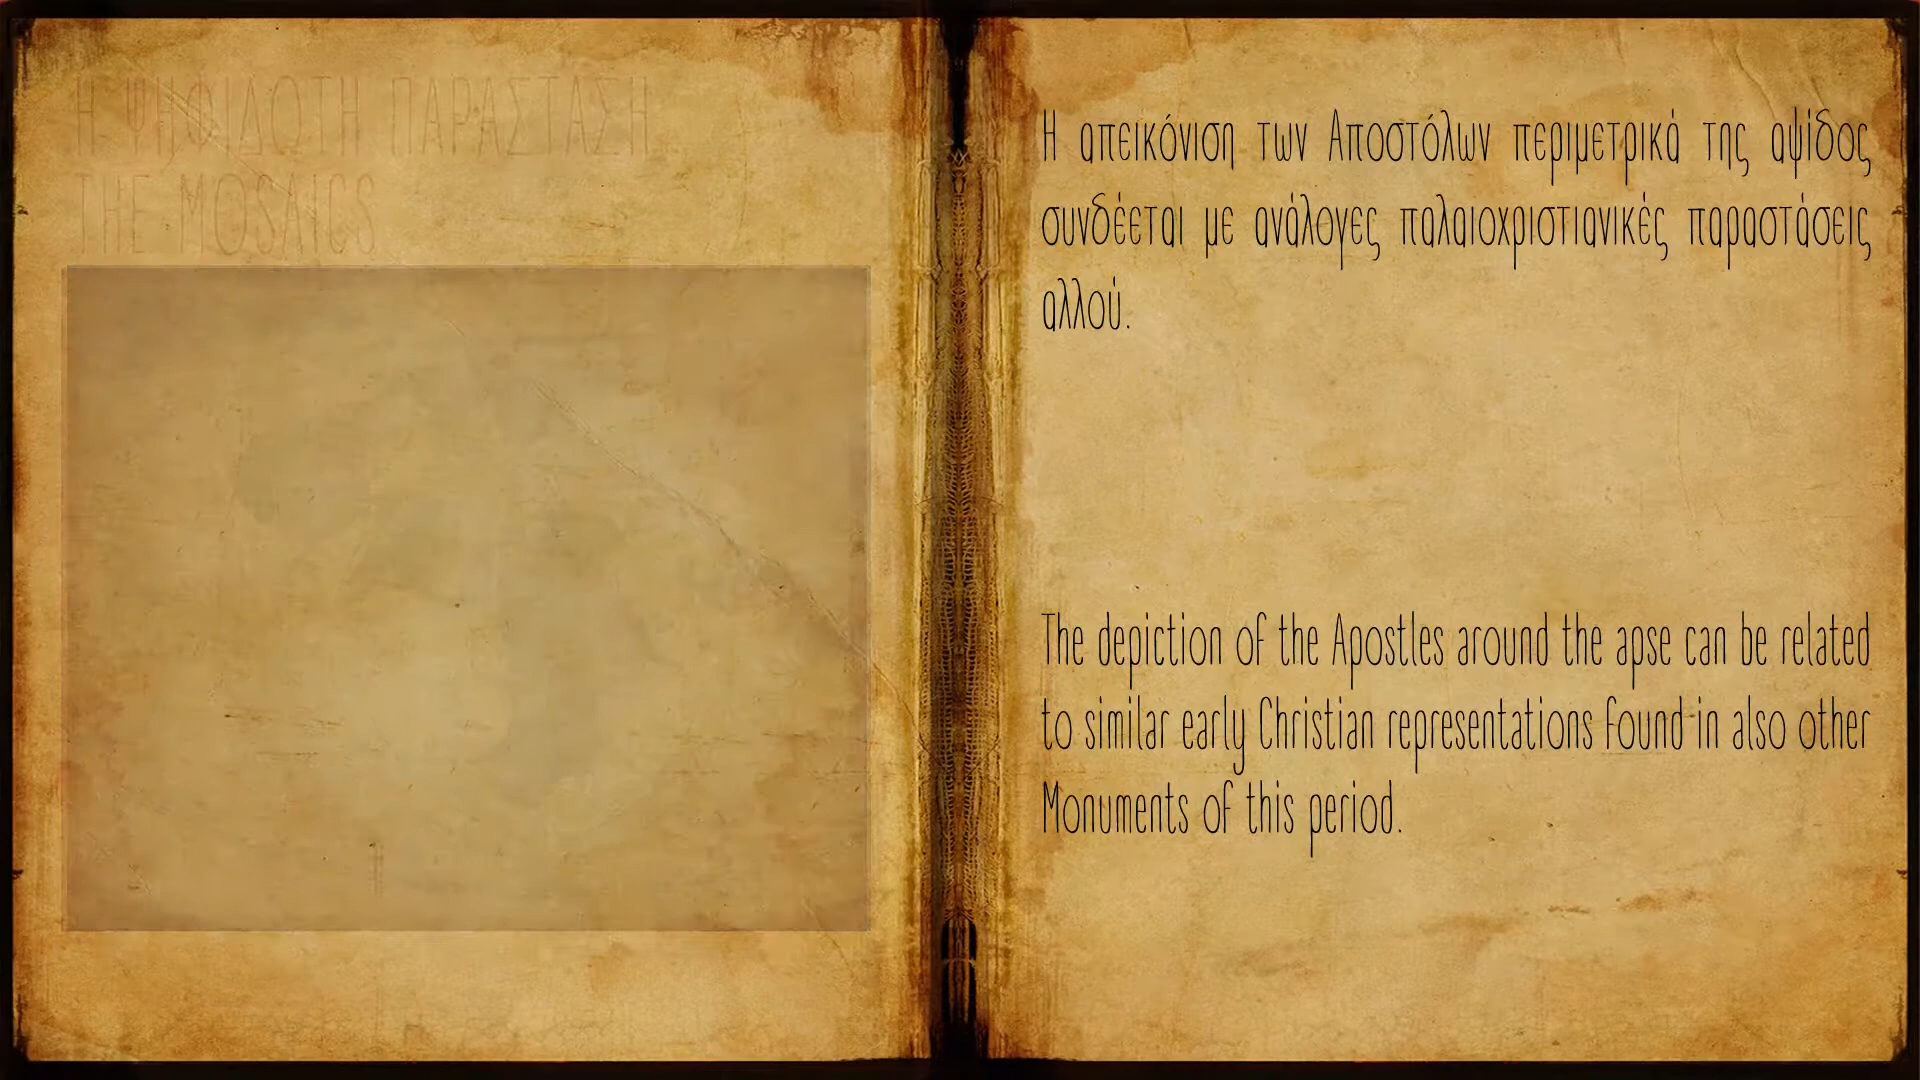 Η ΨΗΦΙΔΩΤΗ ΠΑΡΑΣΤΑΣΗ
THE MOSAICS
Η απεικόνιση των Αποστόλων περιμετρικά της αψίδος
συνδέεται με ανάλογες παλαιοχριστιανικές παραστάσεις
αλλού.
The depiction of the Apostles around the apse can be related
to similar early Christian representations found in also other
Monuments of this period.